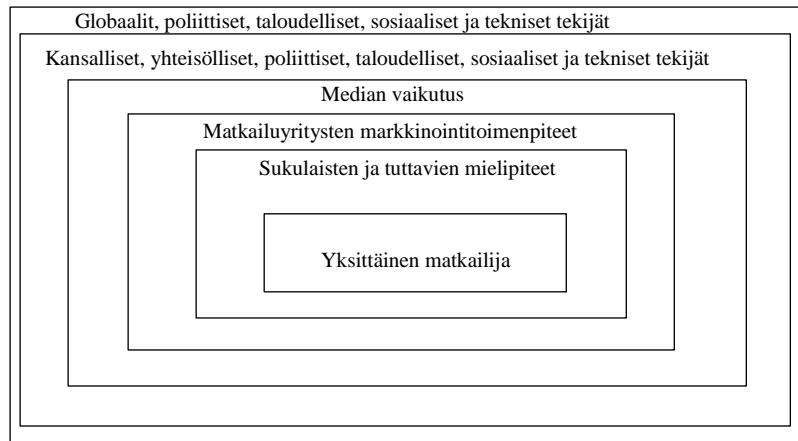 Globaalit, poliittiset, taloudelliset, sosiaaliset ja tekniset tekijät
Kansalliset, yhteisölliset, poliittiset, taloudelliset, sosiaaliset ja tekniset tekijät
Median vaikutus
Matkailuyritysten markkinointitoimenpiteet
Sukulaisten ja tuttavien mielipiteet
Yksittäinen matkailija